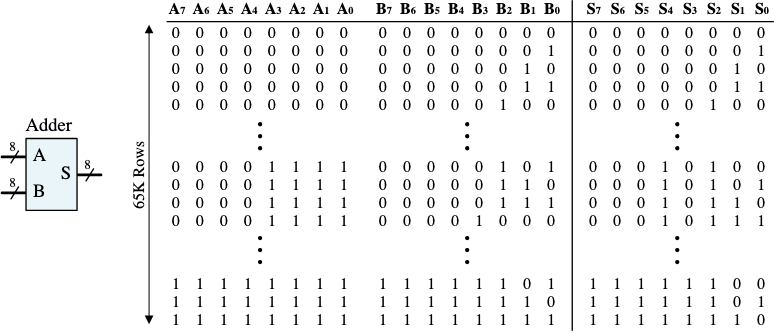 A7 A6 A5 A4 A3 A2 A1 A0 B7 B6 B5 B4 B3 B2 B1 B0 S7 S6 S5 S4 S3 S2 S1 S0
0 0 0 0 0 0 0 0 0 0 0 0 0 0 0 0 0 0 0 0 0 0 0 0
0 0 0 0 0 0 0 0 0 0 0 0 0 0 0 1 0 0 0 0 0 0 0 1
0 0 0 0 0 0 0 0 0 0 0 0 0 0 1 0 0 0 0 0 0 0 1 0
0 0 0 0 0 0 0 0 0 0 0 0 0 0 1 1 0 0 0 0 0 0 1 1
0 0 0 0 0 0 0 0 0 0 0 0 0 1 0 0 0 0 0 0 0 1 0 0
0 0 0 0 1 1 1 1 0 0 0 0 0 1 0 1 0 0 0 1 0 1 0 0
0 0 0 0 1 1 1 1 0 0 0 0 0 1 1 0 0 0 0 1 0 1 0 1
0 0 0 0 1 1 1 1 0 0 0 0 0 1 1 1 0 0 0 1 0 1 1 0
0 0 0 0 1 1 1 1 0 0 0 0 1 0 0 0 0 0 0 1 0 1 1 1
1 1 1 1 1 1 1 1 1 1 1 1 1 1 0 1 1 1 1 1 1 1 0 0
1 1 1 1 1 1 1 1 1 1 1 1 1 1 1 0 1 1 1 1 1 1 0 1
1 1 1 1 1 1 1 1 1 1 1 1 1 1 1 1 1 1 1 1 1 1 1 0
65K Rows
Adder
8 A
S 8
8 B